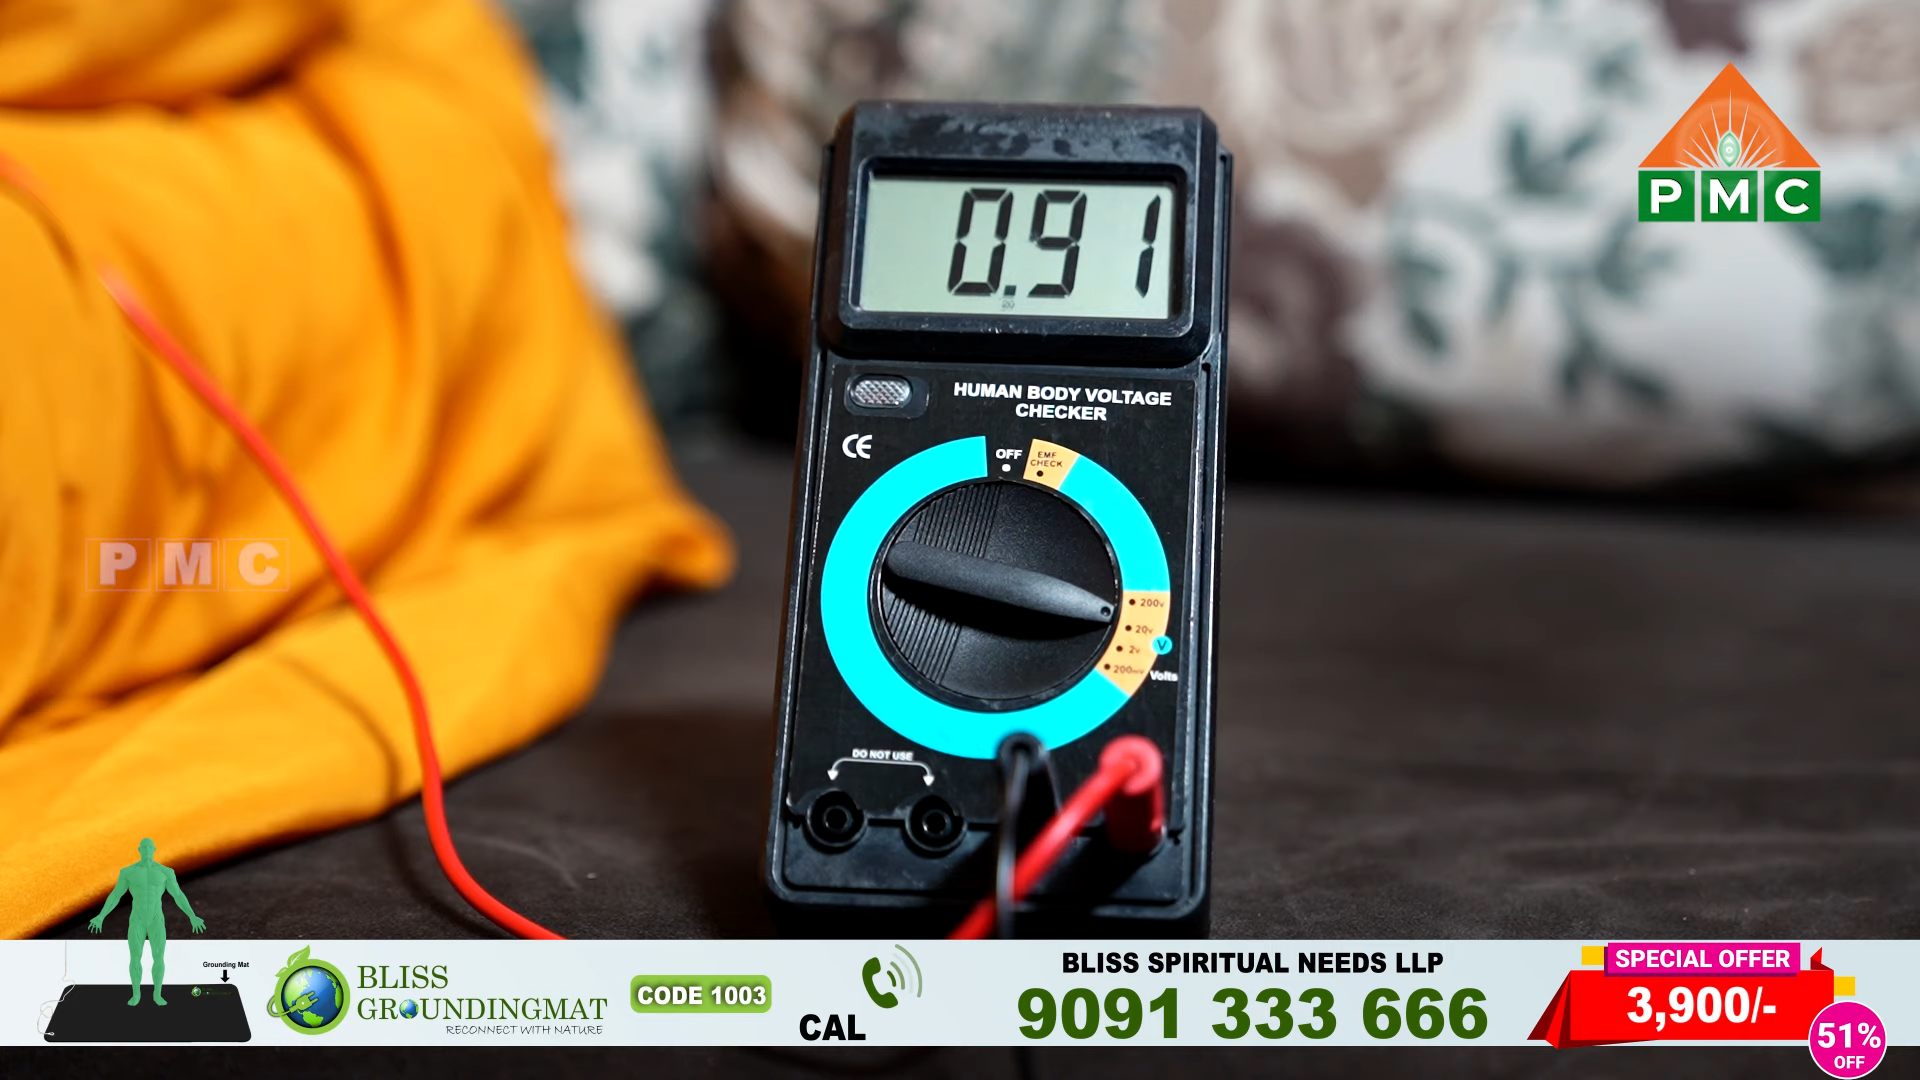 0.91
20
HUMAN BODY VOLTAGE
CHECKER
CE
OFF
EMF
CHECK
200v
20v
2v
200mv
V
Volts
DO NOT USE
PMC
PMC
Grounding Mat
BLISS
GROUNDINGMAT
RECONNECT WITH NATURE
CODE 1003
CAL
BLISS SPIRITUAL NEEDS LLP
9091 333 666
SPECIAL OFFER
3,900/-
51%
OFF